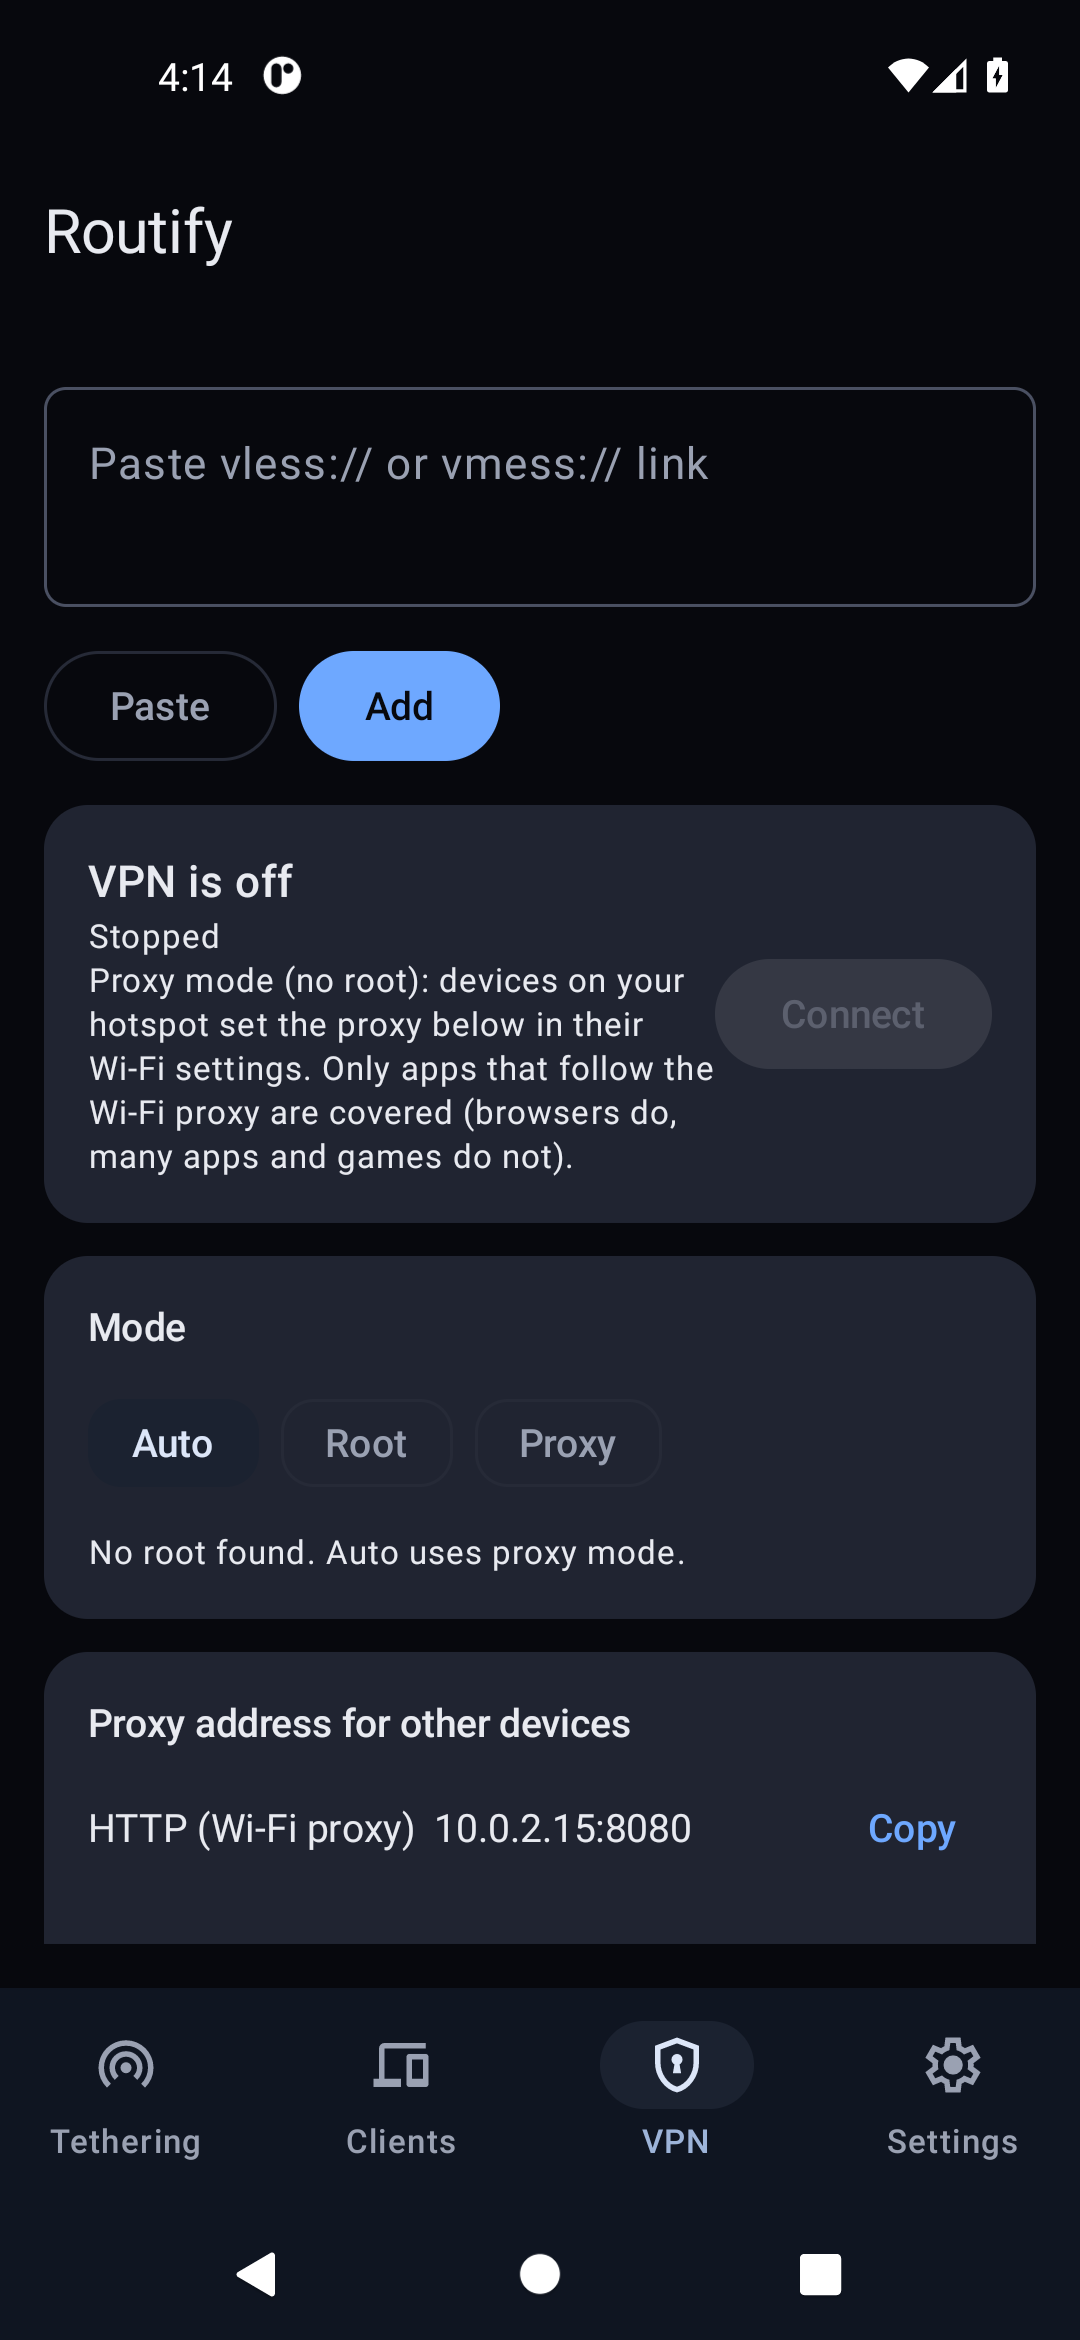 4:14
Routify
Paste vless:// or vmess:// link
Paste
Add
VPN is off
Stopped
Proxy mode (no root): devices on your
hotspot set the proxy below in their
Wi-Fi settings. Only apps that follow the
Wi-Fi proxy are covered (browsers do,
many apps and games do not).
Connect
Mode
Auto
Root
Proxy
No root found. Auto uses proxy mode.
Proxy address for other devices
HTTP (Wi-Fi proxy) 10.0.2.15:8080
Copy
Tethering
Clients
VPN
Settings